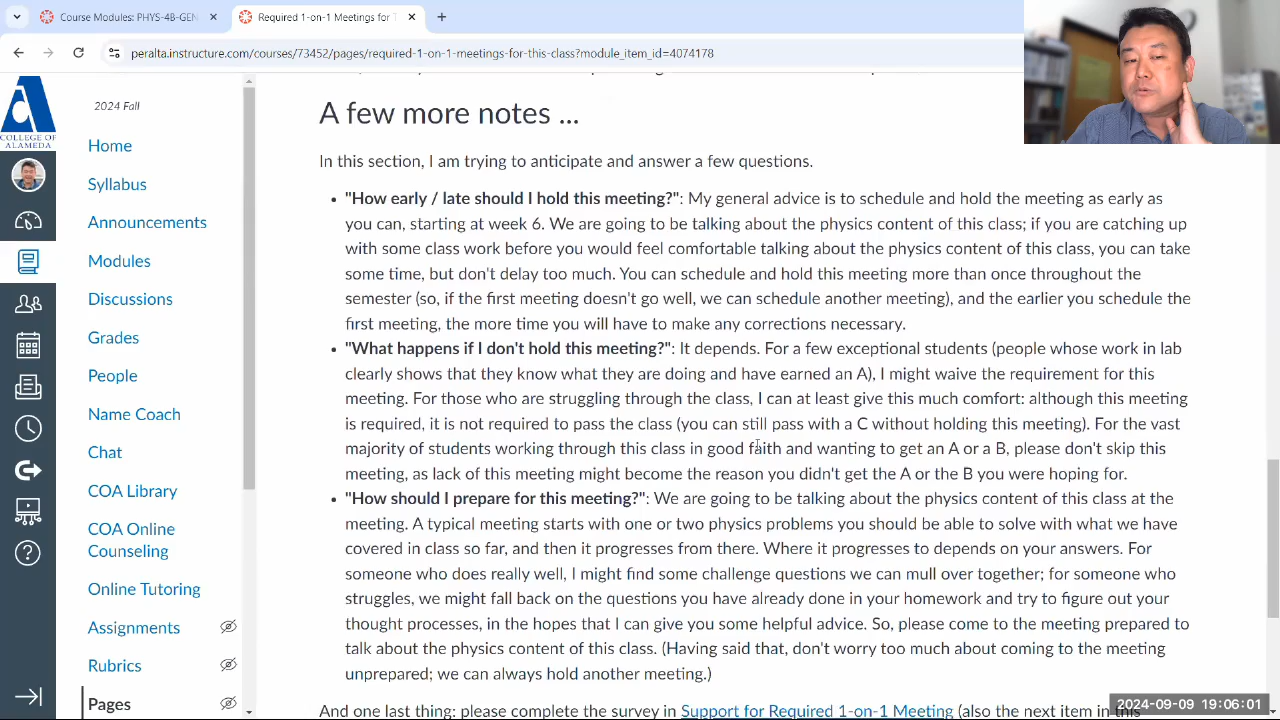 Course Modules: PHYS-4B-GEN
Required 1-on-1 Meetings for T
peralta.instructure.com/courses/73452/pages/required-1-on-1-meetings-for-this-class?module_item_id=4074178
COLLEGE OF
ALAMEDA
2024 Fall
Home
Syllabus
Announcements
Modules
Discussions
Grades
People
Name Coach
Chat
COA Library
COA Online
Counseling
Online Tutoring
Assignments
Rubrics
Pages
A few more notes ...
In this section, I am trying to anticipate and answer a few questions.
• "How early / late should I hold this meeting?": My general advice is to schedule and hold the meeting as early as
you can, starting at week 6. We are going to be talking about the physics content of this class; if you are catching up
with some class work before you would feel comfortable talking about the physics content of this class, you can take
some time, but don't delay too much. You can schedule and hold this meeting more than once throughout the
semester (so, if the first meeting doesn't go well, we can schedule another meeting), and the earlier you schedule the
first meeting, the more time you will have to make any corrections necessary.
• "What happens if I don't hold this meeting?": It depends. For a few exceptional students (people whose work in lab
clearly shows that they know what they are doing and have earned an A), I might waive the requirement for this
meeting. For those who are struggling through the class, I can at least give this much comfort: although this meeting
is required, it is not required to pass the class (you can still pass with a C without holding this meeting). For the vast
majority of students working through this class in good faith and wanting to get an A or a B, please don't skip this
meeting, as lack of this meeting might become the reason you didn't get the A or the B you were hoping for.
• "How should I prepare for this meeting?": We are going to be talking about the physics content of this class at the
meeting. A typical meeting starts with one or two physics problems you should be able to solve with what we have
covered in class so far, and then it progresses from there. Where it progresses to depends on your answers. For
someone who does really well, I might find some challenge questions we can mull over together; for someone who
struggles, we might fall back on the questions you have already done in your homework and try to figure out your
thought processes, in the hopes that I can give you some helpful advice. So, please come to the meeting prepared to
talk about the physics content of this class. (Having said that, don't worry too much about coming to the meeting
unprepared; we can always hold another meeting.)
And one last thing: please complete the survey in Support for Required 1-on-1 Meeting (also the next item in this
2024-09-09 19:06:01